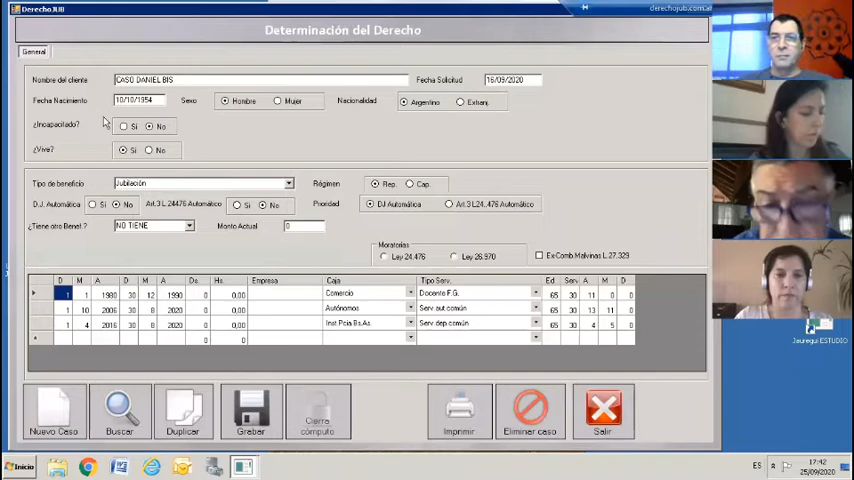 DerechoJUB
derechojub.com.ar
Determinación del Derecho
General
Nombre del cliente CASO DANIEL BIS Fecha Solicitud 16/09/2020
Fecha Nacimiento 10/10/1954 Sexo Hombre Mujer Nacionalidad Argentino Extranj.
¿Incapacitado? Si No
¿Vive? Si No
Tipo de beneficio Jubilación Régimen Rep. Cap.
D.J. Automática Si No Art.3 L.24476 Automático Si No Prioridad DJ Automática Art.3 L24..476 Automático
¿Tiene otro Benef.? NO TIENE Monto Actual 0
Moratorias
Ley 24.476 Ley 26.970 Ex-Comb.Malvinas L.27.329
D M A D M A Ds. Hs. Empresa Caja Tipo Serv. Ed Serv A M D
1 1 1980 30 12 1990 0 0,00 Comercio Docente F.G. 65 30 11 0 0
1 10 2006 30 8 2020 0 0,00 Autónomos Serv.aut.común 65 30 13 11 0
1 4 2016 30 8 2020 0 0,00 Inst.Pcia.Bs.As. Serv.dep.común 65 30 4 5 0
0 0
Nuevo Caso Buscar Duplicar Grabar Cierra cómputo Imprimir Eliminar caso Salir
Jauregui ESTUDIO
Inicio
ES
17:42
25/09/2020